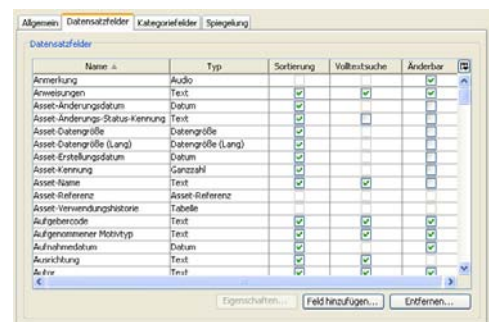 Allgemein Datensatzfelder Kategoriefelder Spiegelung
Datensatzfelder
Name Typ Sortierung Volltextsuche Änderbar
Anmerkung Audio
Anweisungen Text
Asset-Änderungsdatum Datum
Asset-Änderungs-Status-Kennung Text
Asset-Datengröße Datengröße
Asset-Datengröße (Lang) Datengröße (Lang)
Asset-Erstellungsdatum Datum
Asset-Kennung Ganzzahl
Asset-Name Text
Asset-Referenz Asset-Referenz
Asset-Verwendungshistorie Tabelle
Aufgebercode Text
Aufgenommener Motivtyp Text
Aufnahmedatum Datum
Ausrichtung Text
Autor Text
Eigenschaften... Feld hinzufügen... Entfernen...